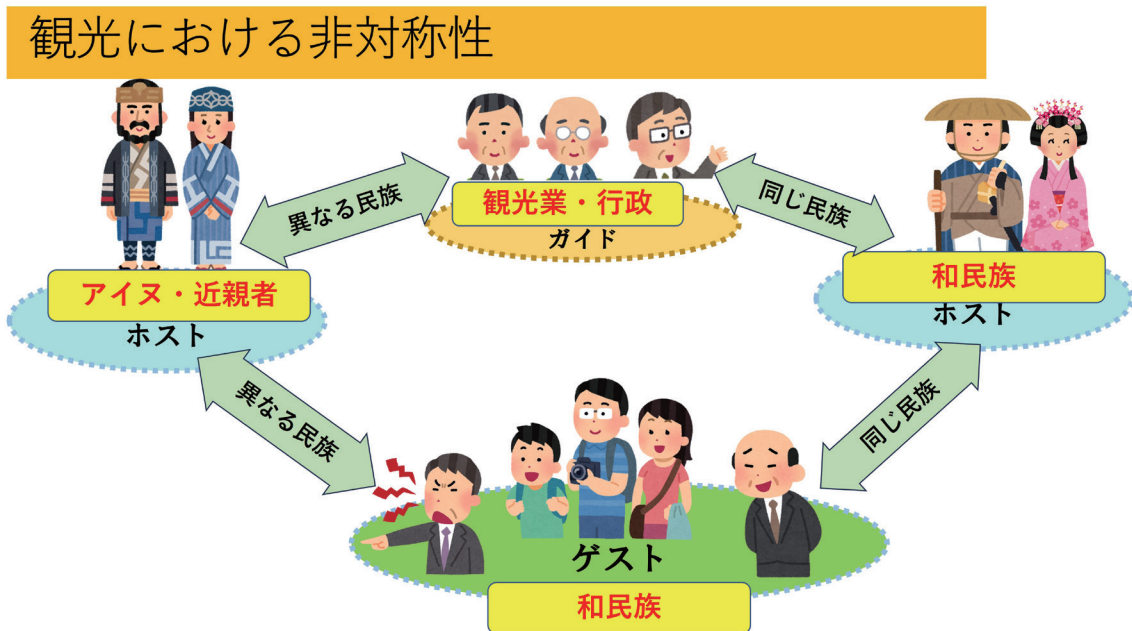 観光における非対称性
異なる民族
観光業・行政
ガイド
同じ民族
アイヌ・近親者
ホスト
和民族
ホスト
異なる民族
同じ民族
ゲスト
和民族